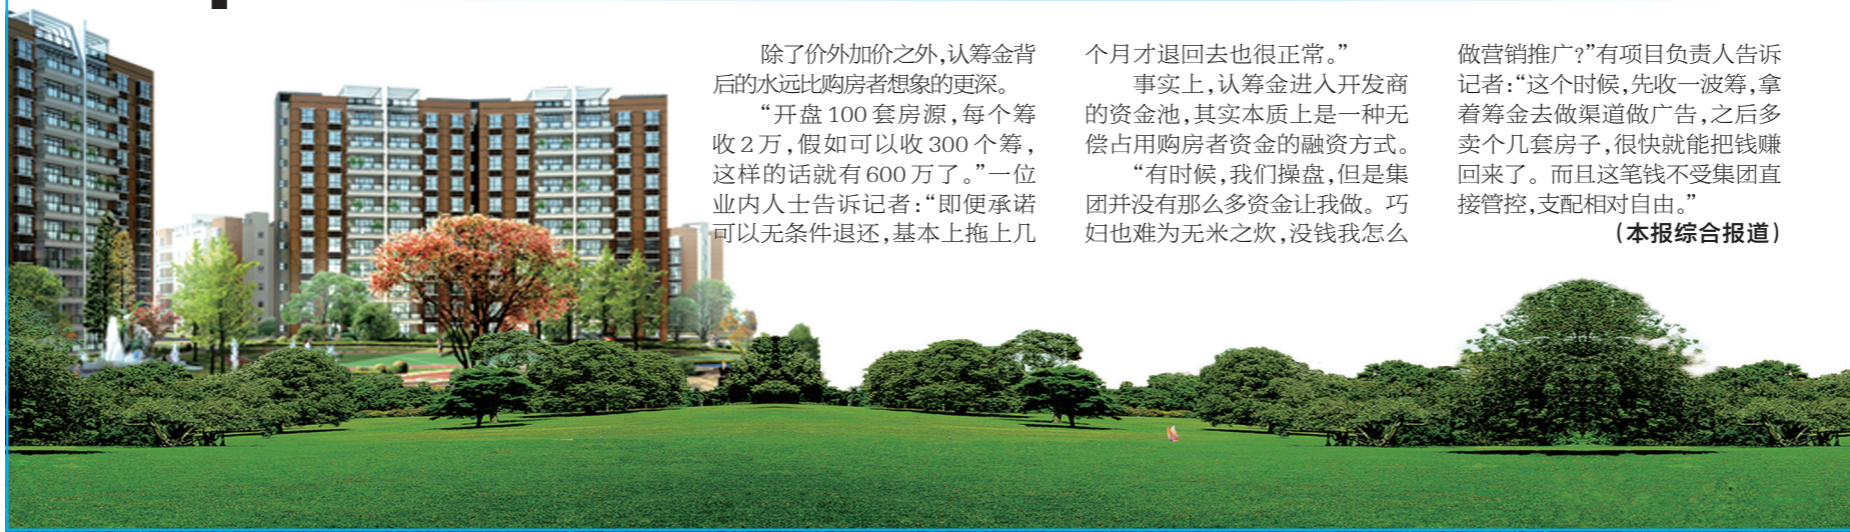 除了价外加价之外，认筹金背
后的水远比购房者想象的更深。
“开盘100套房源，每个筹
收2万，假如可以收300个筹，
这样的话就有600万了。”一位
业内人士告诉记者：“即便承诺
可以无条件退还，基本上拖上几
个月才退回去也很正常。”
事实上，认筹金进入开发商
的资金池，其实本质上是一种无
偿占用购房者资金的融资方式。
“有时候，我们操盘，但是集
团并没有那么多资金让我做。巧
妇也难为无米之炊，没钱我怎么
做营销推广？”有项目负责人告诉
记者：“这个时候，先收一波筹，拿
着筹金去做渠道做广告，之后多
卖个几套房子，很快就能把钱赚
回来了。而且这笔钱不受集团直
接管控，支配相对自由。”
（本报综合报道）